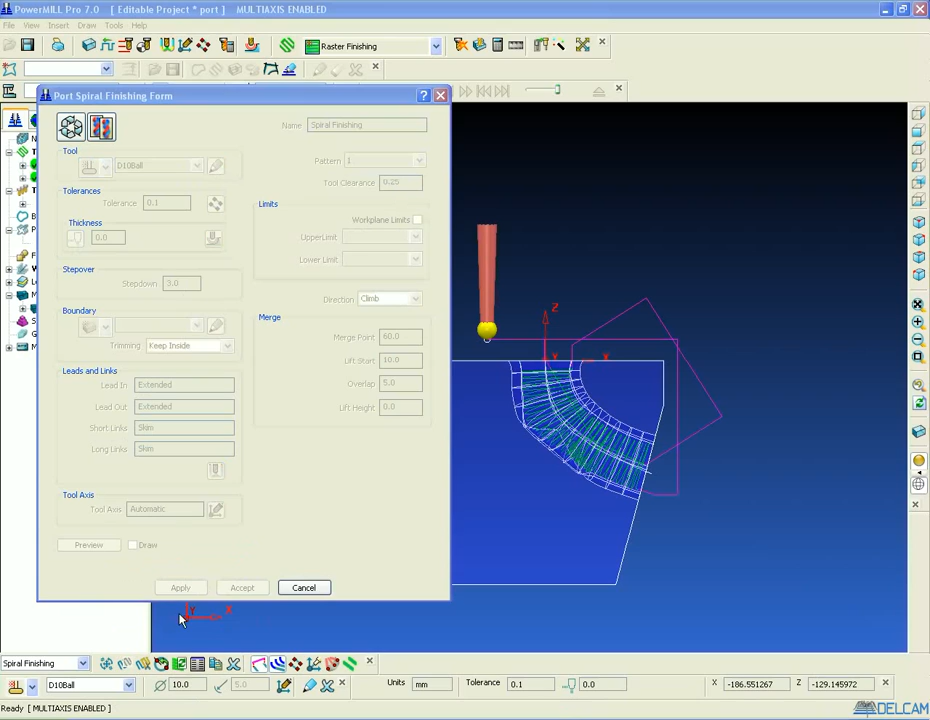 PowerMILL Pro 7.0 [ Editable Project * port ] MULTIAXIS ENABLED
File View Insert Draw Tools Help
Raster Finishing
Port Spiral Finishing Form
Name Spiral Finishing
Tool
D10Ball
Pattern 1
Tool Clearance 0.25
Tolerances
Tolerance 0.1
Limits
Workplane Limits
Thickness
0.0
UpperLimit
Lower Limit
Stepover
Stepdown 3.0
Direction Climb
Boundary
Merge
Trimming Keep Inside
Merge Point 60.0
Lift Start 10.0
Leads and Links
Lead In Extended
Overlap 5.0
Lead Out Extended
Lift Height 0.0
Short Links Skim
Long Links Skim
Tool Axis
Tool Axis Automatic
Preview Draw
Apply Accept Cancel
Z
Y X
Y X
Spiral Finishing
D10Ball 10.0 5.0 Units mm Tolerance 0.1 0.0 X -186.551267 Z -129.145972
Ready [ MULTIAXIS ENABLED ]
DELCAM